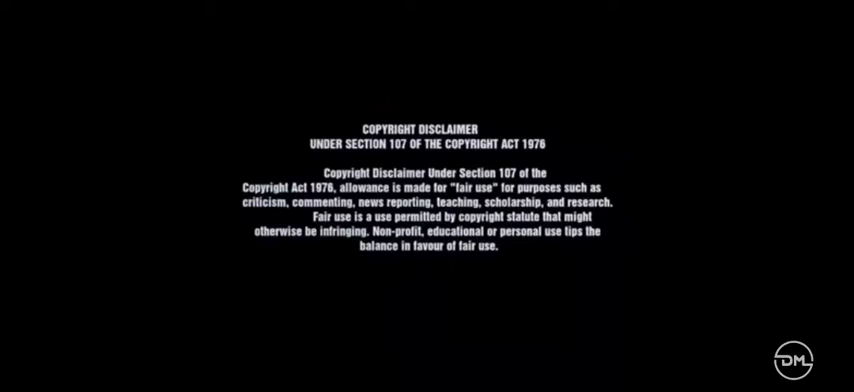 COPYRIGHT DISCLAIMER
UNDER SECTION 107 OF THE COPYRIGHT ACT 1976
Copyright Disclaimer Under Section 107 of the
Copyright Act 1976, allowance is made for "fair use" for purposes such as
criticism, commenting, news reporting, teaching, scholarship, and research.
Fair use is a use permitted by copyright statute that might
otherwise be infringing. Non-profit, educational or personal use tips the
balance in favour of fair use.
DM